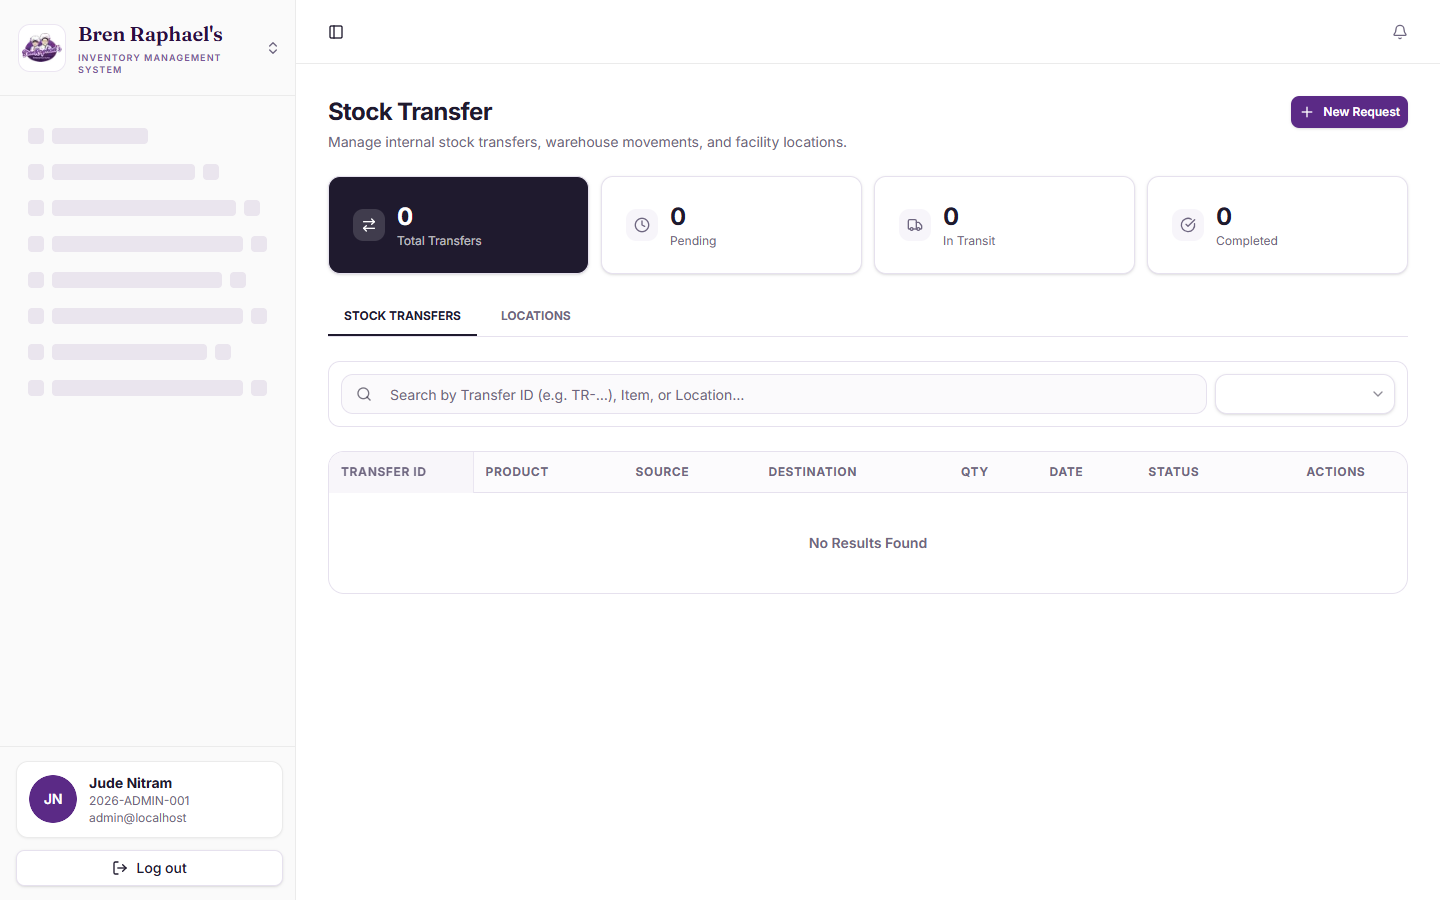 Bren Raphael's
INVENTORY MANAGEMENT
SYSTEM
Stock Transfer
Manage internal stock transfers, warehouse movements, and facility locations.
New Request
0
Total Transfers
0
Pending
0
In Transit
0
Completed
STOCK TRANSFERS
LOCATIONS
Search by Transfer ID (e.g. TR-...), Item, or Location...
TRANSFER ID PRODUCT SOURCE DESTINATION QTY DATE STATUS ACTIONS
No Results Found
JN
Jude Nitram
2026-ADMIN-001
admin@localhost
Log out